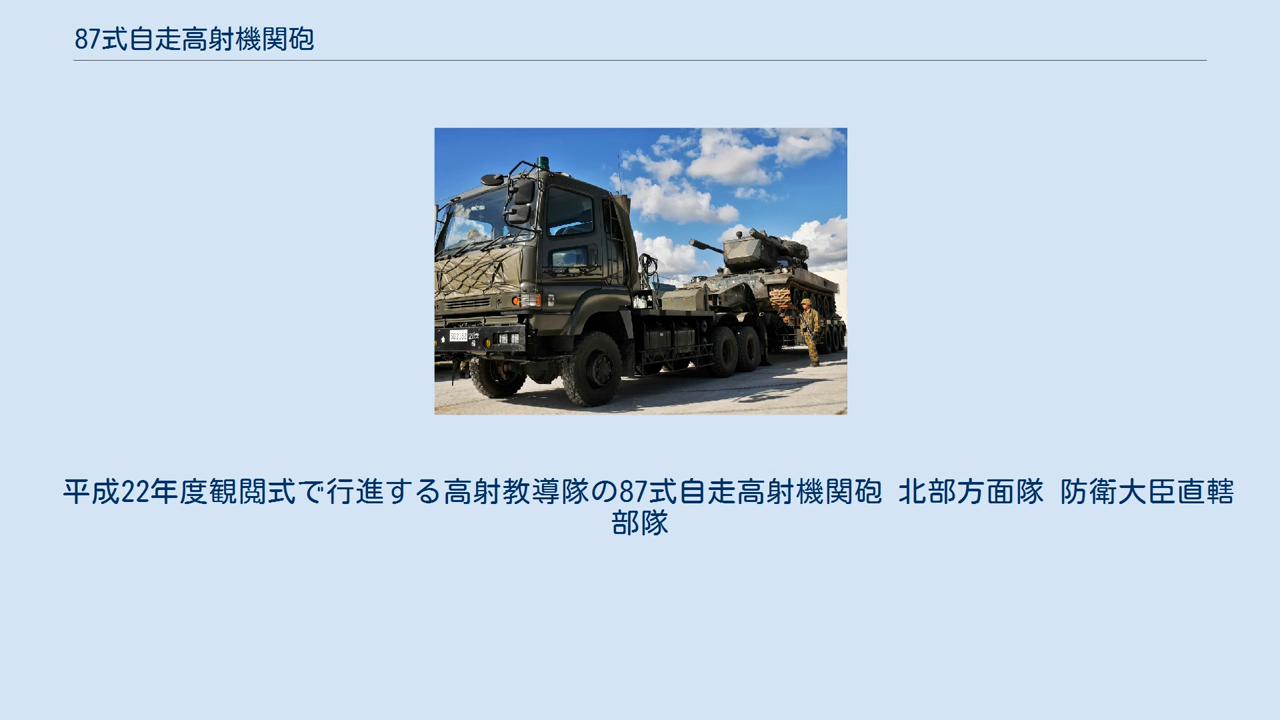 87式自走高射機関砲
平成22年度観閲式で行進する高射教導隊の87式自走高射機関砲 北部方面隊 防衛大臣直轄
部隊